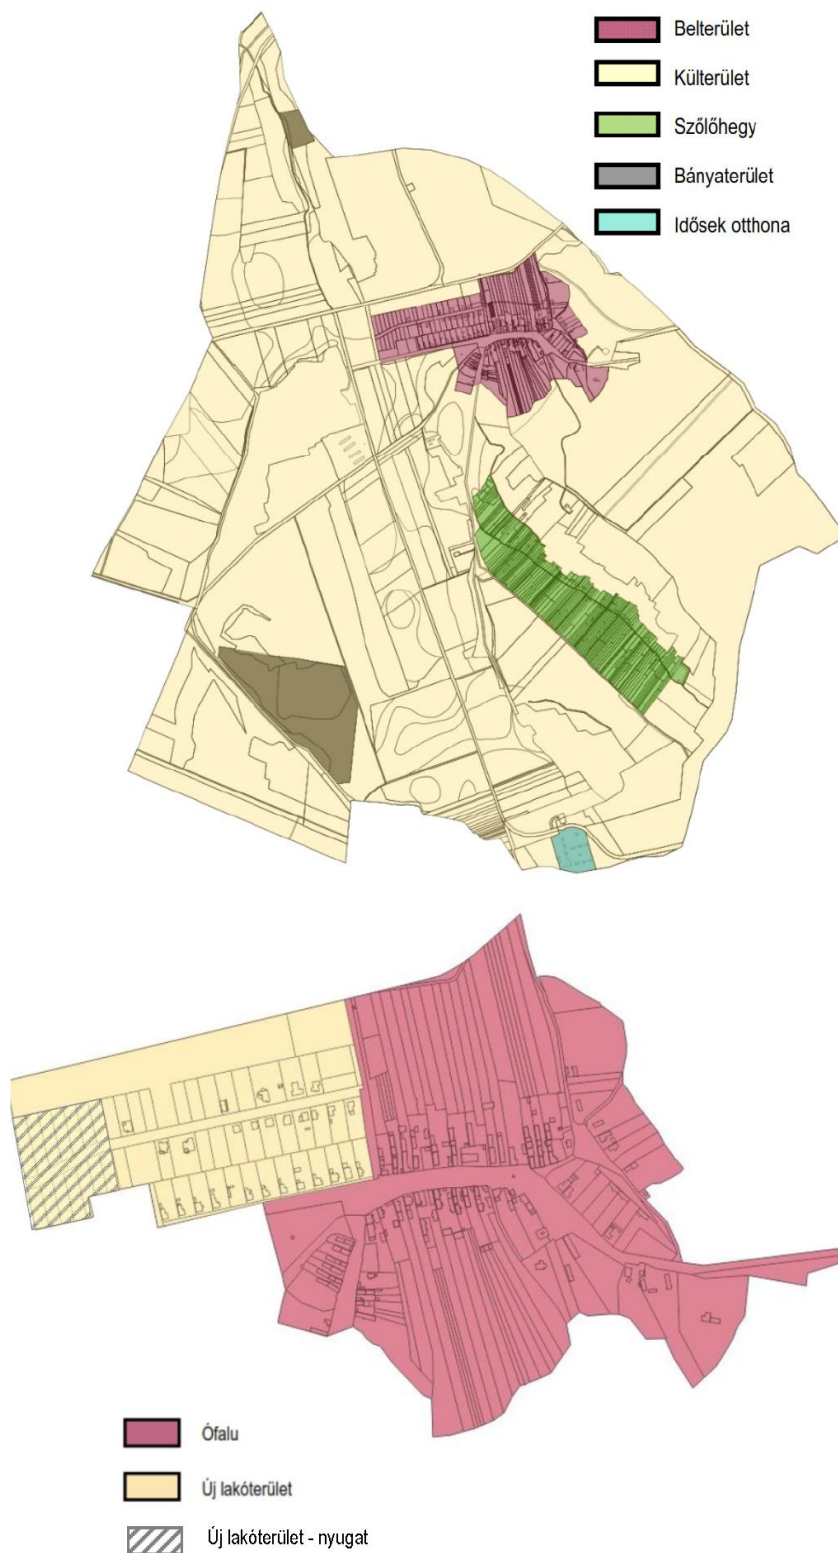 Belterület
Külterület
Szőlőhegy
Bányaterület
Idősek otthona
Ófalu
Új lakóterület
Új lakóterület - nyugat